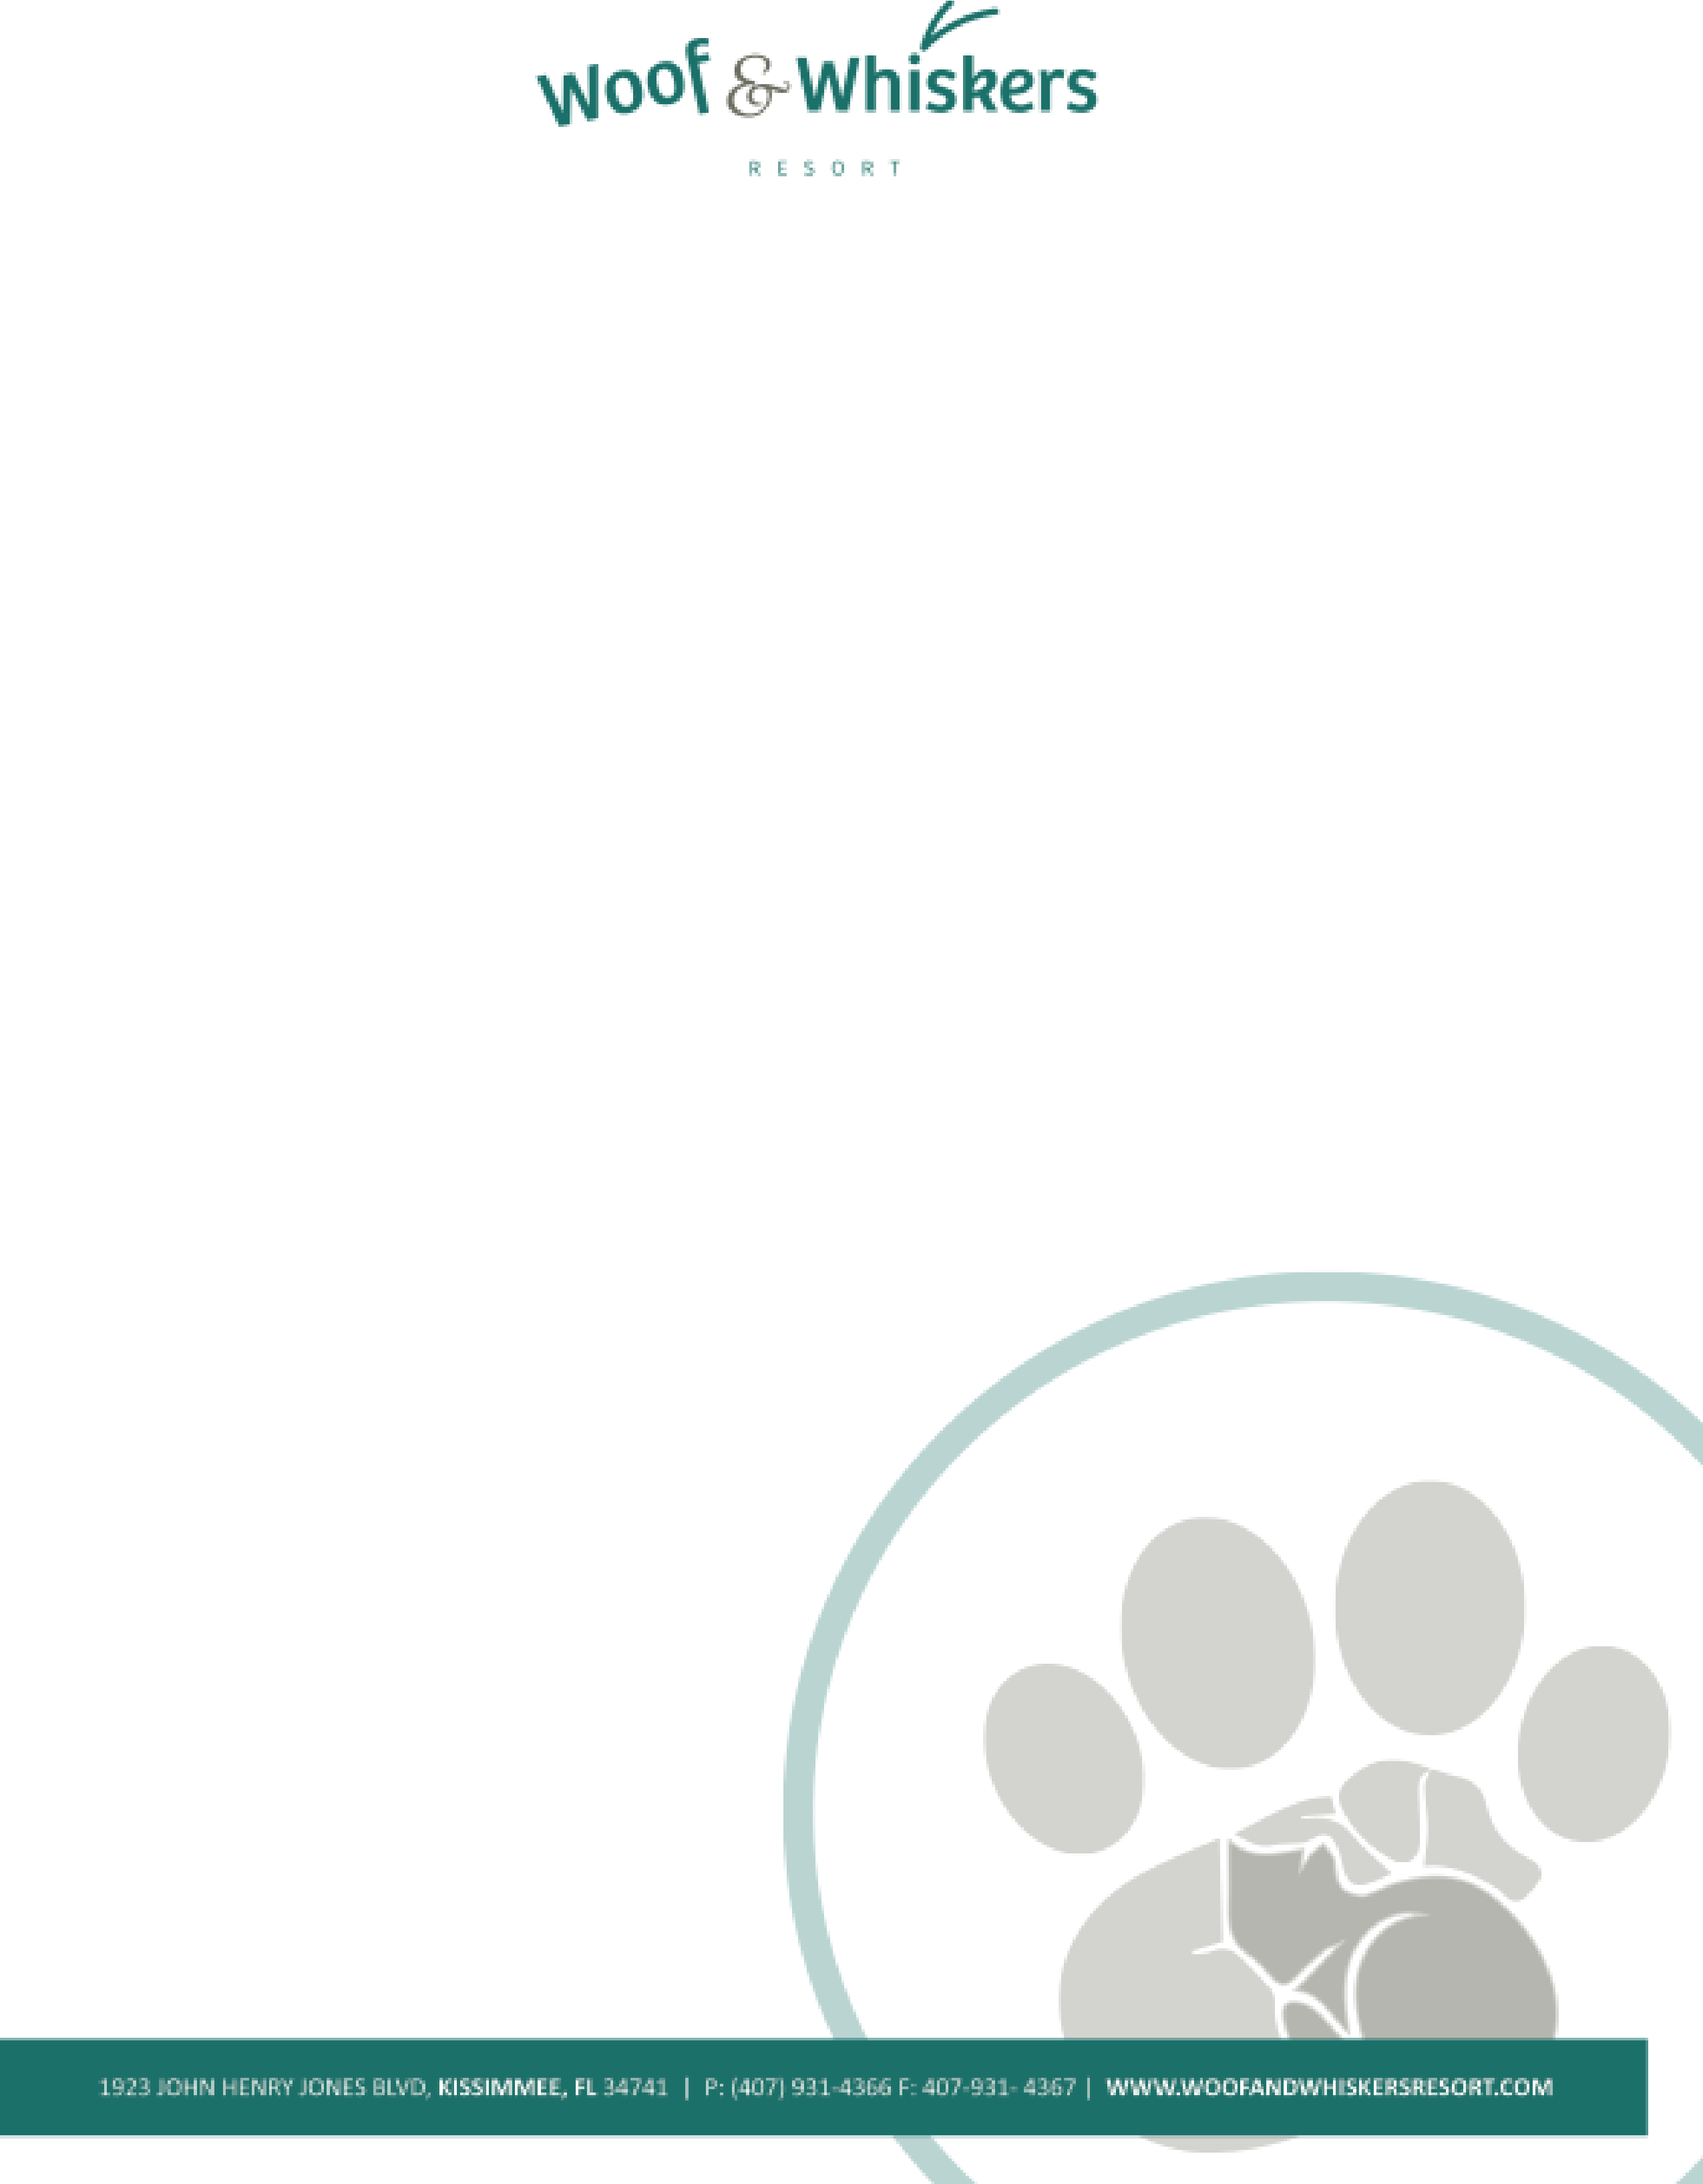 Woof & Whiskers
RESORT
1923 JOHN HENRY JONES BLVD, KISSIMMEE, FL 34741 | P: (407) 931-4366 F: 407-931- 4367 | WWW.WOOFANDWHISKERSRESORT.COM